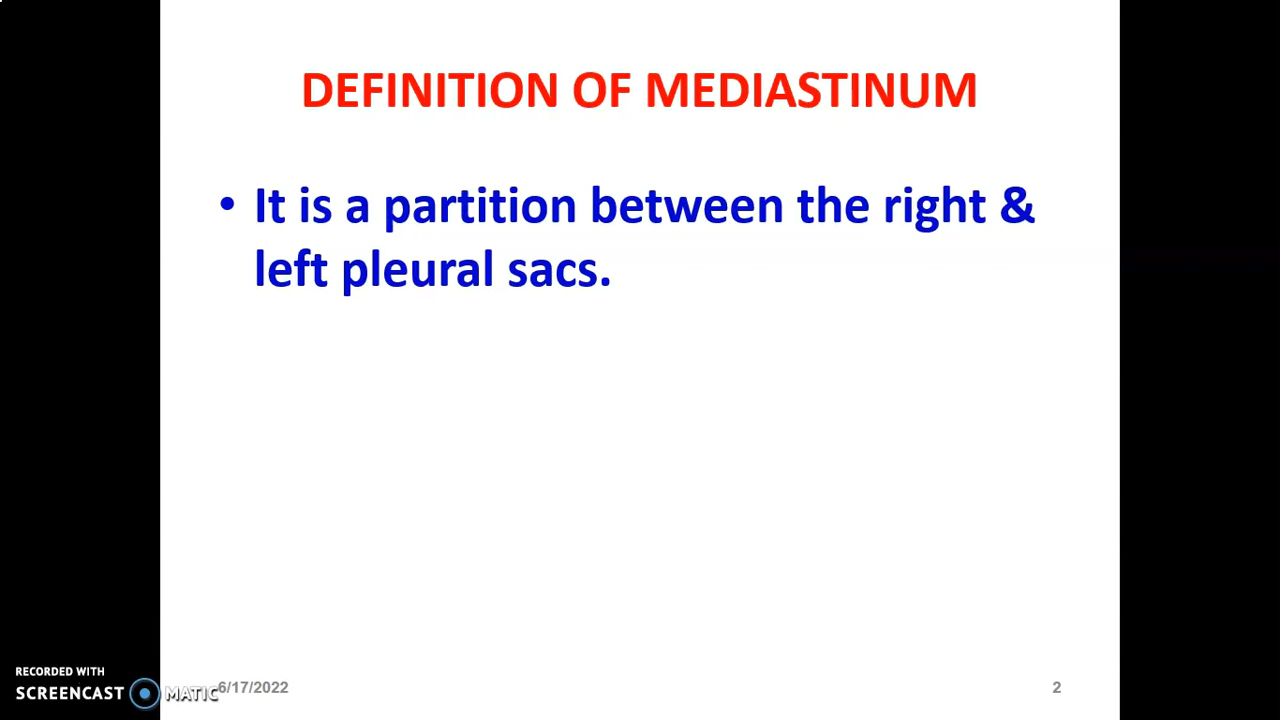 DEFINITION OF MEDIASTINUM
• It is a partition between the right &
left pleural sacs.
RECORDED WITH
SCREENCAST MATIC
6/17/2022
2